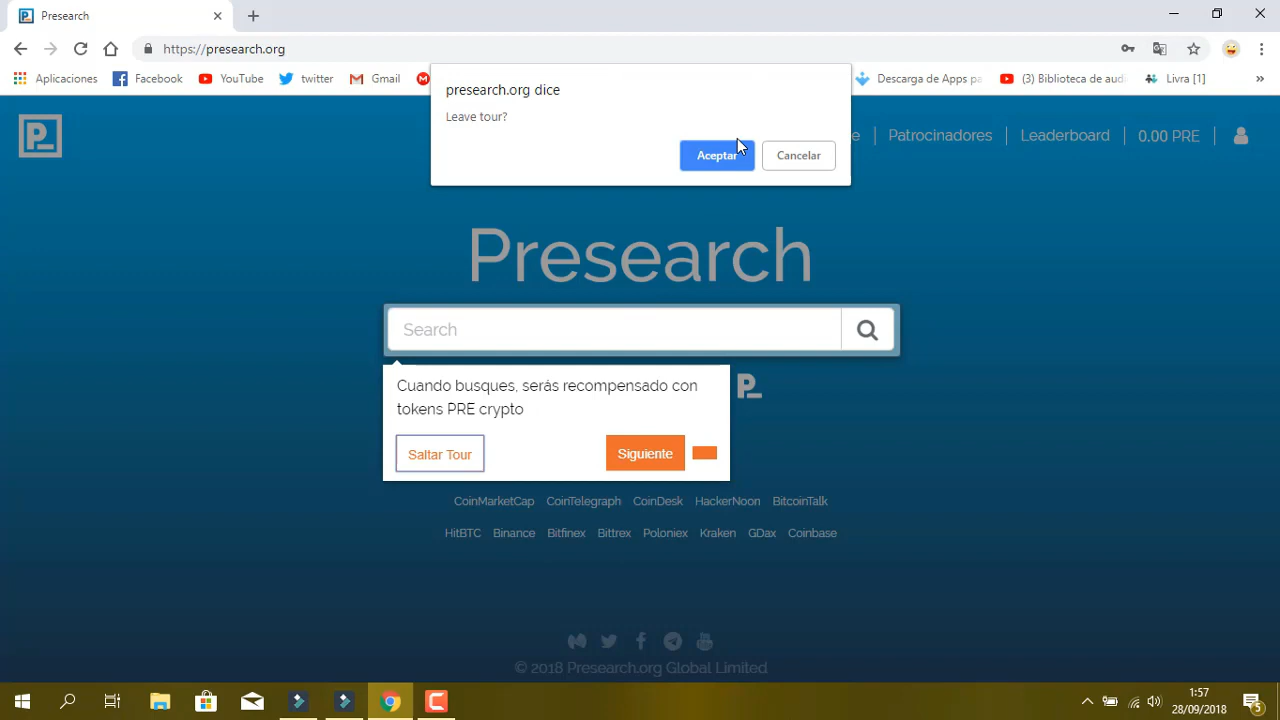 Presearch
https://presearch.org
Aplicaciones
Facebook
YouTube
twitter
Gmail
Descarga de Apps pa
(3) Biblioteca de aud
Livra [1]
»
presearch.org dice
Leave tour?
Aceptar
Cancelar
e
Patrocinadores
Leaderboard
0.00 PRE
Presearch
Search
Cuando busques, serás recompensado con
tokens PRE crypto
Saltar Tour
Siguiente
CoinMarketCap CoinTelegraph CoinDesk HackerNoon BitcoinTalk
HitBTC Binance Bitfinex Bittrex Poloniex Kraken GDax Coinbase
© 2018 Presearch.org Global Limited
1:57
28/09/2018
5